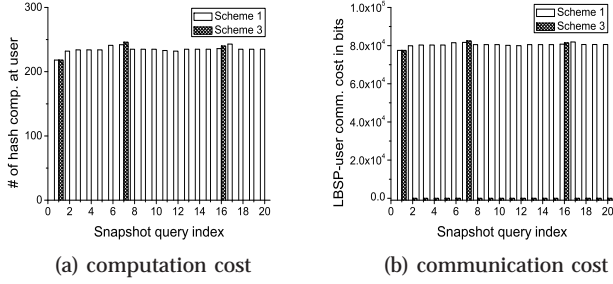 # of hash comp. at user
300
200
100
0
Scheme 1
Scheme 3
0 2 4 6 8 10 12 14 16 18 20
Snapshot query index
(a) computation cost
LBSP-user comm. cost in bits
1.0x10⁵
8.0x10⁴
6.0x10⁴
4.0x10⁴
2.0x10⁴
0.0
Scheme 1
Scheme 3
0 2 4 6 8 10 12 14 16 18 20
Snapshot query index
(b) communication cost